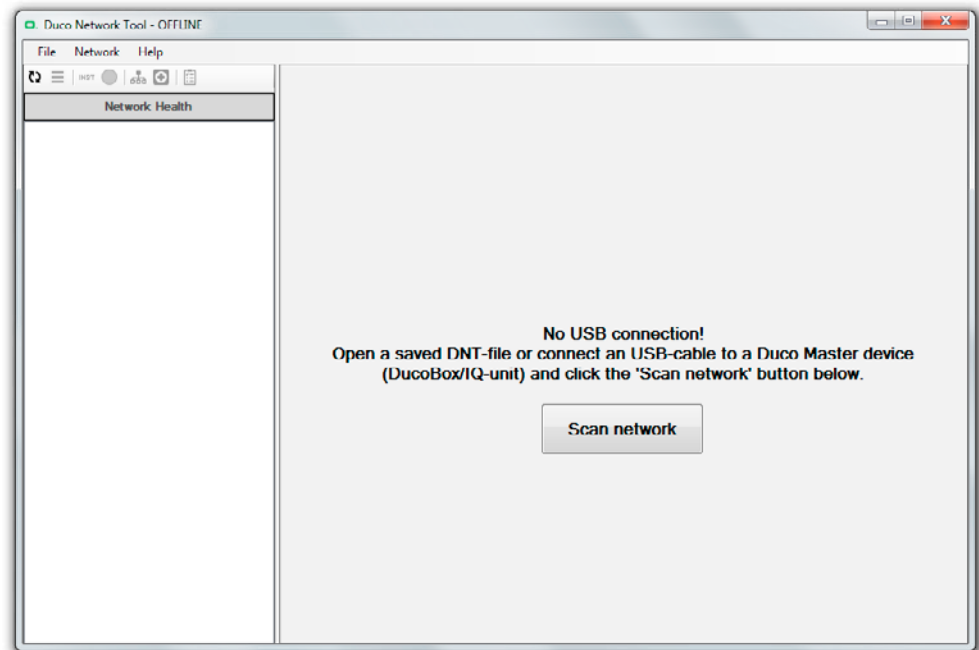 Duco Network Tool - OFFLINE
File Network Help
INST
Network Health
No USB connection!
Open a saved DNT-file or connect an USB-cable to a Duco Master device
(DucoBox/IQ-unit) and click the 'Scan network' button below.
Scan network